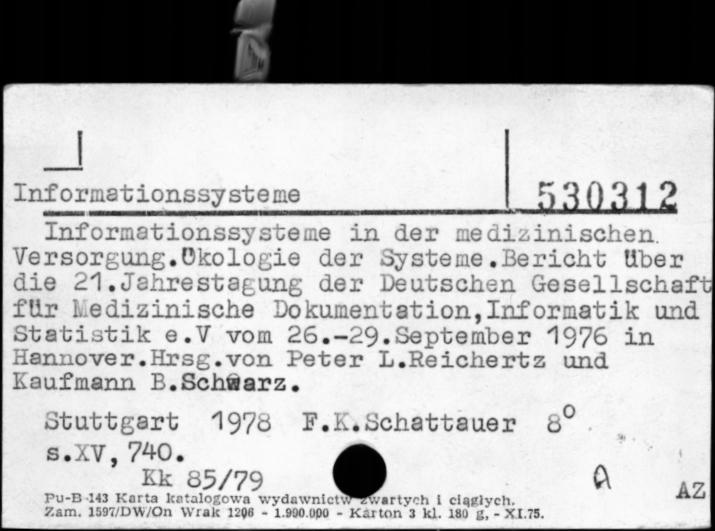 Informationssysteme 530312
Informationssysteme in der medizinischen
Versorgung.Ökologie der Systeme.Bericht über
die 21.Jahrestagung der Deutschen Gesellschaft
für Medizinische Dokumentation,Informatik und
Statistik e.V vom 26.-29.September 1976 in
Hannover.Hrsg.von Peter L.Reichertz und
Kaufmann B.Schwarz.
Stuttgart 1978 F.K.Schattauer 8°
s.XV, 740.
Kk 85/79 A AZ
Pu-B-143 Karta katalogowa wydawnictw zwartych i ciągłych.
Zam. 1597/DW/On Wrak 1206 - 1.990.000 - Karton 3 kl. 180 g, - XI.75.